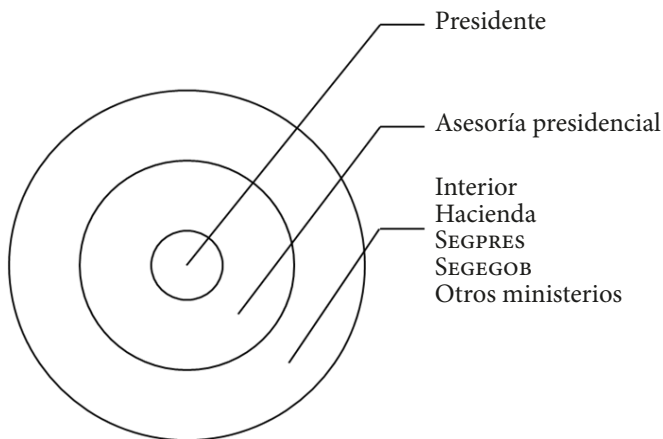 Presidente
Asesoría presidencial
Interior
Hacienda
SEGPRES
SEGEGOB
Otros ministerios